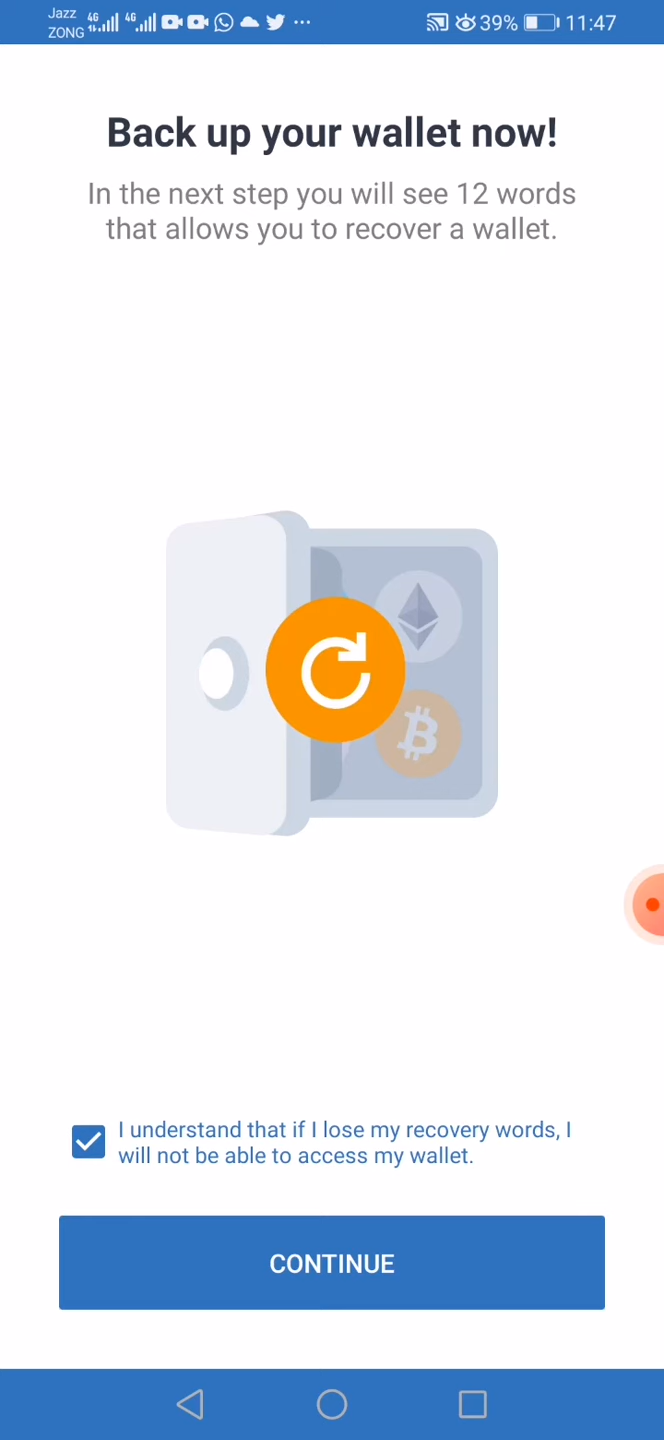 Jazz
ZONG 4G 4G ... 39% 11:47
Back up your wallet now!
In the next step you will see 12 words
that allows you to recover a wallet.
I understand that if I lose my recovery words, I
will not be able to access my wallet.
CONTINUE